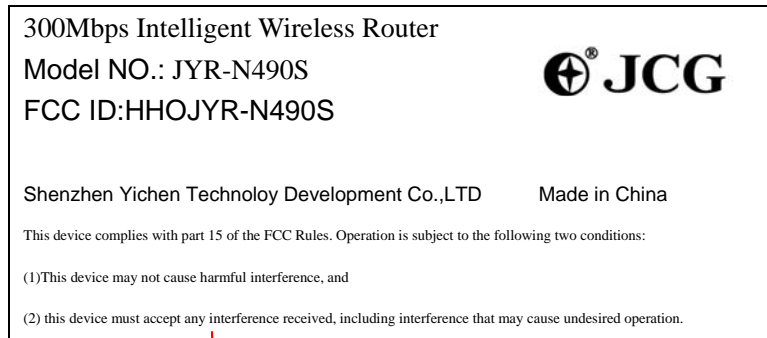 300Mbps Intelligent Wireless Router
Model NO.: JYR-N490S
® JCG
FCC ID:HHOJYR-N490S
Shenzhen Yichen Technoloy Development Co.,LTD Made in China
This device complies with part 15 of the FCC Rules. Operation is subject to the following two conditions:
(1)This device may not cause harmful interference, and
(2) this device must accept any interference received, including interference that may cause undesired operation.